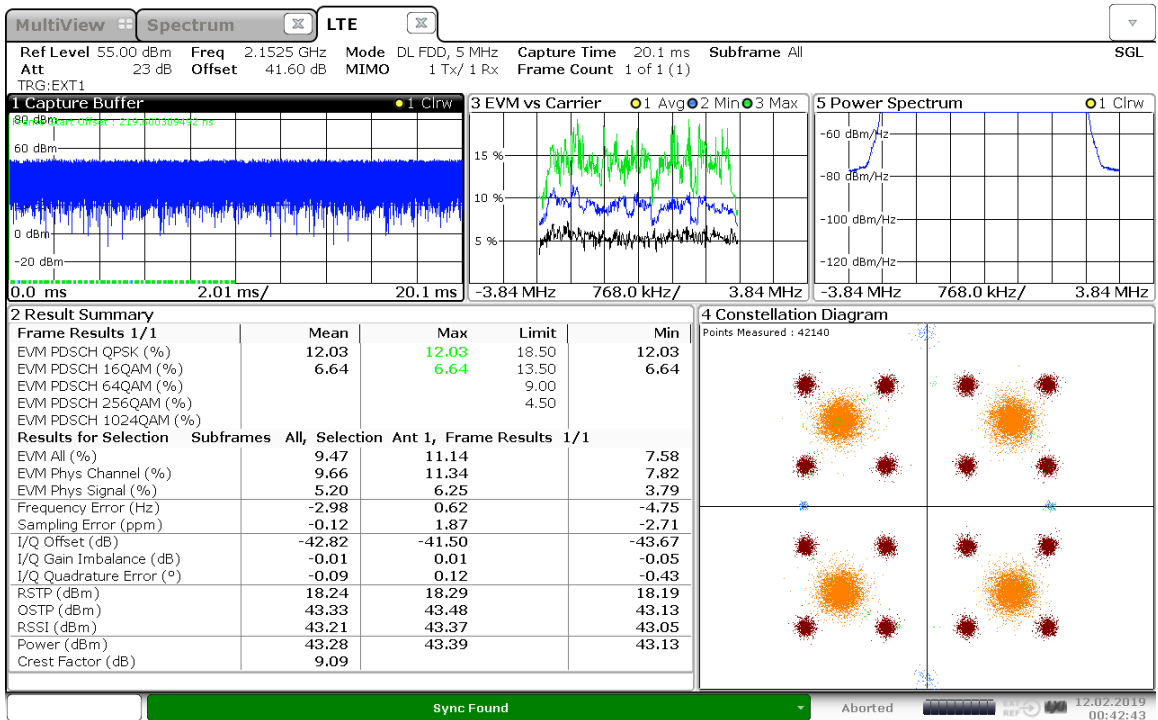 MultiView Spectrum LTE
Ref Level 55.00 dBm Freq 2.1525 GHz Mode DL FDD, 5 MHz Capture Time 20.1 ms Subframe All SGL
Att 23 dB Offset 41.60 dB MIMO 1 Tx/ 1 Rx Frame Count 1 of 1 (1)
TRG:EXT1
1 Capture Buffer 1 Clrw
80 dBm
Frame Start Offset : 219.600309492 ns
60 dBm
0 dBm
-20 dBm
0.0 ms 2.01 ms/ 20.1 ms
3 EVM vs Carrier 1 Avg 2 Min 3 Max
15 %
10 %
5 %
-3.84 MHz 768.0 kHz/ 3.84 MHz
5 Power Spectrum 1 Clrw
-60 dBm/Hz
-80 dBm/Hz
-100 dBm/Hz
-120 dBm/Hz
-3.84 MHz 768.0 kHz/ 3.84 MHz
2 Result Summary
Frame Results 1/1 Mean Max Limit Min
EVM PDSCH QPSK (%) 12.03 12.03 18.50 12.03
EVM PDSCH 16QAM (%) 6.64 6.64 13.50 6.64
EVM PDSCH 64QAM (%) 9.00
EVM PDSCH 256QAM (%) 4.50
EVM PDSCH 1024QAM (%)
Results for Selection Subframes All, Selection Ant 1, Frame Results 1/1
EVM All (%) 9.47 11.14 7.58
EVM Phys Channel (%) 9.66 11.34 7.82
EVM Phys Signal (%) 5.20 6.25 3.79
Frequency Error (Hz) -2.98 0.62 -4.75
Sampling Error (ppm) -0.12 1.87 -2.71
I/Q Offset (dB) -42.82 -41.50 -43.67
I/Q Gain Imbalance (dB) -0.01 0.01 -0.05
I/Q Quadrature Error (°) -0.09 0.12 -0.43
RSTP (dBm) 18.24 18.29 18.19
OSTP (dBm) 43.33 43.48 43.13
RSSI (dBm) 43.21 43.37 43.05
Power (dBm) 43.28 43.39 43.13
Crest Factor (dB) 9.09
4 Constellation Diagram
Points Measured : 42140
Sync Found Aborted EXT REF 12.02.2019
00:42:43